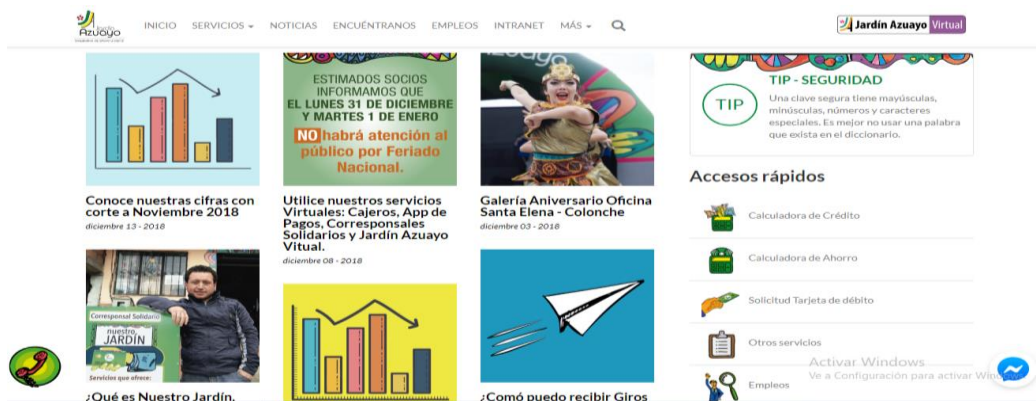 Jardín
Azuayo
INICIO SERVICIOS NOTICIAS ENCUÉNTRANOS EMPLEOS INTRANET MÁS
Jardín Azuayo Virtual
ESTIMADOS SOCIOS
INFORMAMOS QUE
EL LUNES 31 DE DICIEMBRE
Y MARTES 1 DE ENERO
NO habrá atención al
público por Feriado
Nacional.
Conoce nuestras cifras con
corte a Noviembre 2018
diciembre 13 - 2018
Utilice nuestros servicios
Virtuales: Cajeros, App de
Pagos, Corresponsales
Solidarios y Jardín Azuayo
Vitual.
diciembre 08 - 2018
Galería Aniversario Oficina
Santa Elena - Colonche
diciembre 03 - 2018
Corresponsal Solidario
nuestro
JARDÍN
Servicios que ofrece:
¿Qué es Nuestro Jardín,
¿Comó puedo recibir Giros
TIP
TIP - SEGURIDAD
Una clave segura tiene mayúsculas,
minúsculas, números y caracteres
especiales. Es mejor no usar una palabra
que exista en el diccionario.
Accesos rápidos
Calculadora de Crédito
Calculadora de Ahorro
Solicitud Tarjeta de débito
Otros servicios
Empleos
Activar Windows
Ve a Configuración para activar